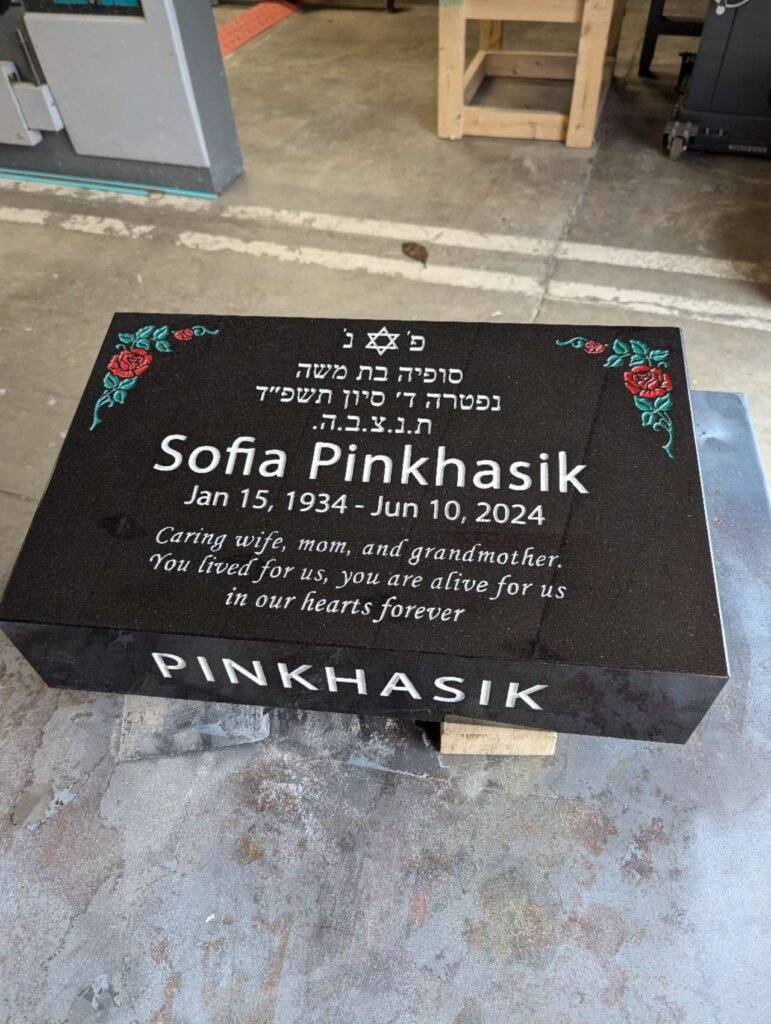 פ׳ נ׳
סופיה בת משה
נפטרה ד׳ סיון תשפ״ד
ת.נ.צ.ב.ה.
Sofia Pinkhasik
Jan 15, 1934 - Jun 10, 2024
Caring wife, mom, and grandmother.
You lived for us, you are alive for us
in our hearts forever
PINKHASIK